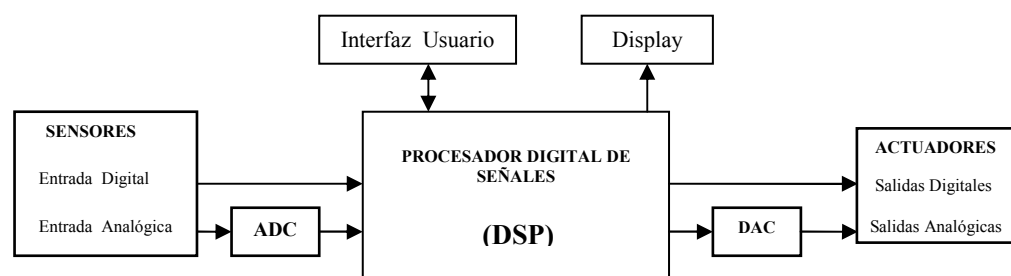 Interfaz Usuario
Display
SENSORES
Entrada Digital
Entrada Analógica
ADC
PROCESADOR DIGITAL DE
SEÑALES
(DSP)
DAC
ACTUADORES
Salidas Digitales
Salidas Analógicas